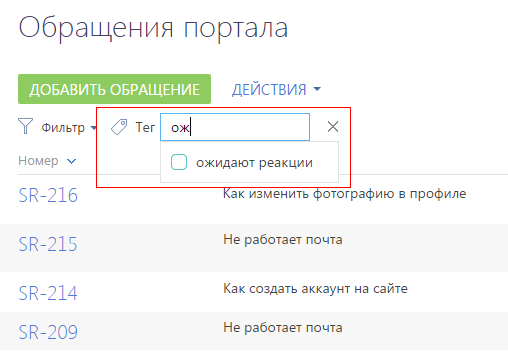 Обращения портала
ДОБАВИТЬ ОБРАЩЕНИЕ ДЕЙСТВИЯ
Фильтр Тег ож
ожидают реакции
Номер
SR-216 Как изменить фотографию в профиле
SR-215 Не работает почта
SR-214 Как создать аккаунт на сайте
SR-209 Не работает почта